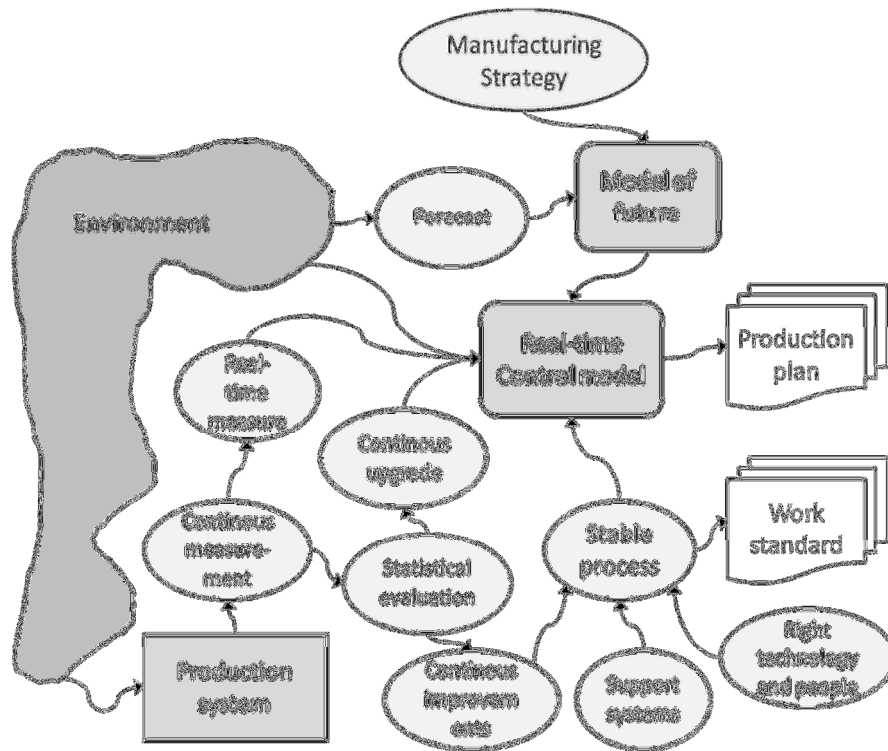 Manufacturing
Strategy
Model of
future
Environment
Forecast
Real-time
Control model
Production
plan
Real-
time
measure
Continous
upgrade
Work
standard
Stable
process
Continous
measure-
ment
Statistical
evaluation
Right
technology
and people
Production
system
Continous
improvem
ents
Support
systems